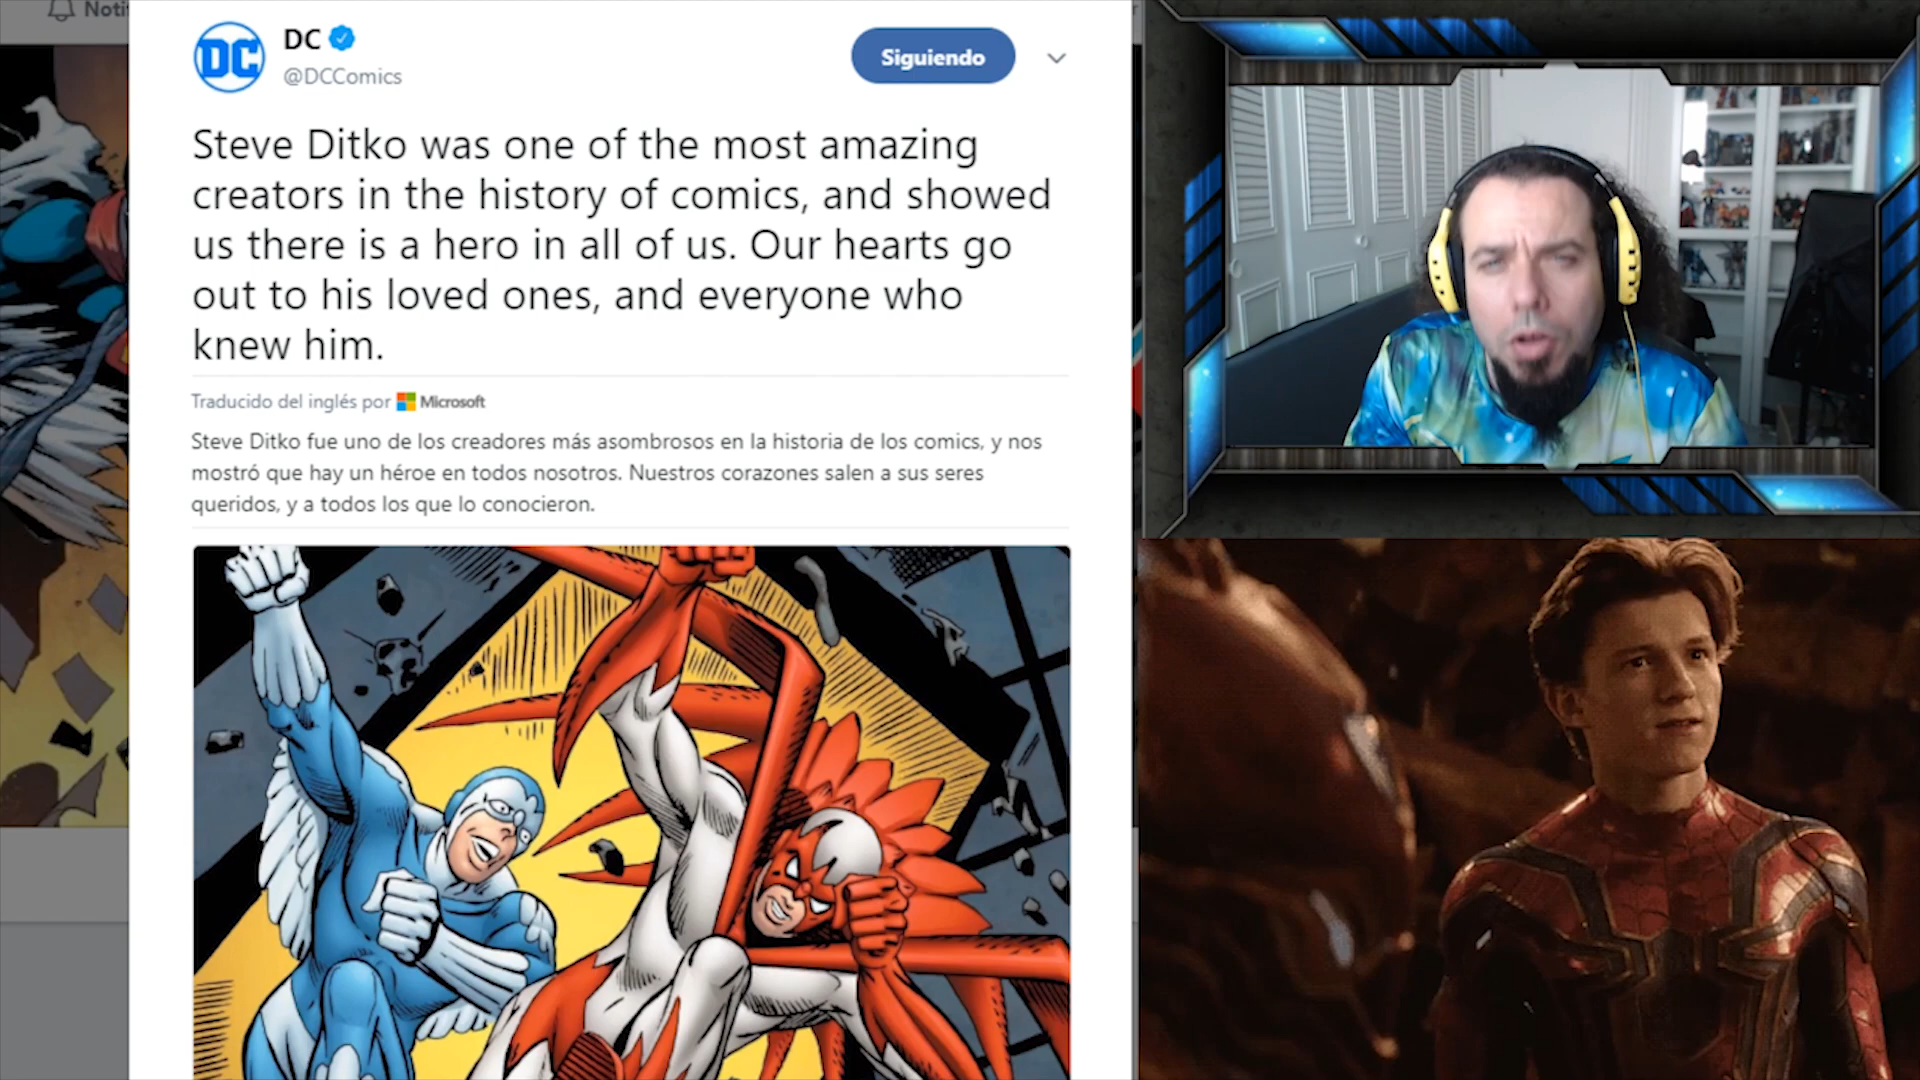 Noti
DC
@DCComics
DC
Siguiendo
Steve Ditko was one of the most amazing
creators in the history of comics, and showed
us there is a hero in all of us. Our hearts go
out to his loved ones, and everyone who
knew him.
Traducido del inglés por Microsoft
Steve Ditko fue uno de los creadores más asombrosos en la historia de los comics, y nos
mostró que hay un héroe en todos nosotros. Nuestros corazones salen a sus seres
queridos, y a todos los que lo conocieron.